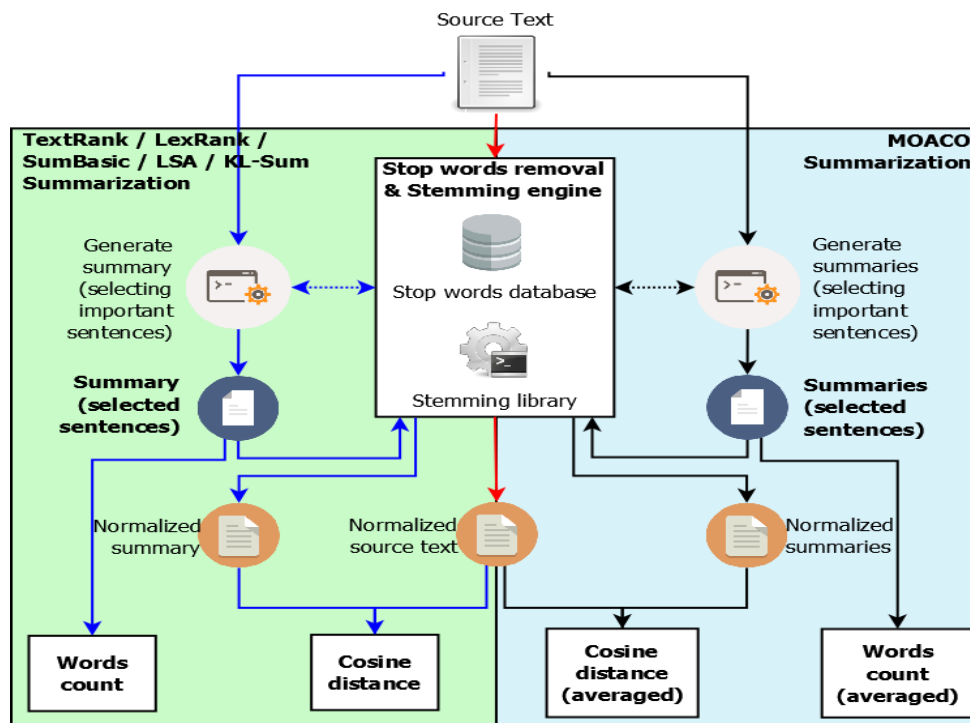 Source Text
TextRank / LexRank /
SumBasic / LSA / KL-Sum
Summarization
MOACO
Summarization
Stop words removal
& Stemming engine
Generate
summary
(selecting
important
sentences)
Stop words database
Generate
summaries
(selecting
important
sentences)
Stemming library
Summary
(selected
sentences)
Summaries
(selected
sentences)
Normalized
summary
Normalized
source text
Normalized
summaries
Words
count
Cosine
distance
Cosine
distance
(averaged)
Words
count
(averaged)